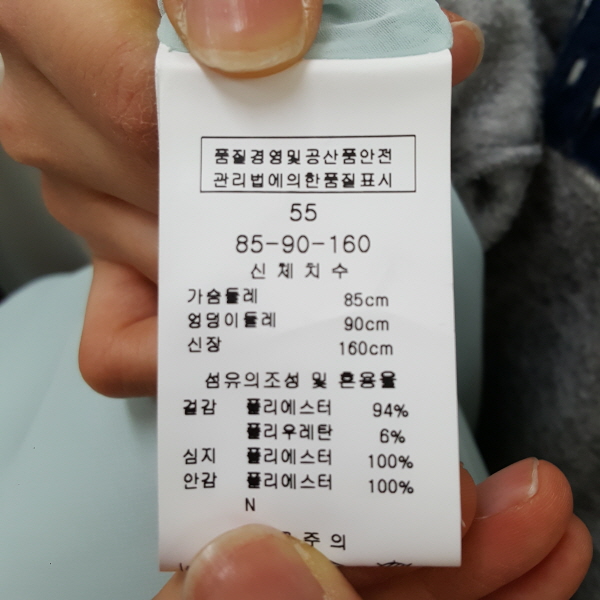 품질경영및공산품안전
관리법에의한품질표시
55
85-90-160
신체치수
가슴둘레 85cm
엉덩이둘레 90cm
신장 160cm
섬유의조성 및 혼용율
겉감 폴리에스터 94%
폴리우레탄 6%
심지 폴리에스터 100%
안감 폴리에스터 100%
N
주의